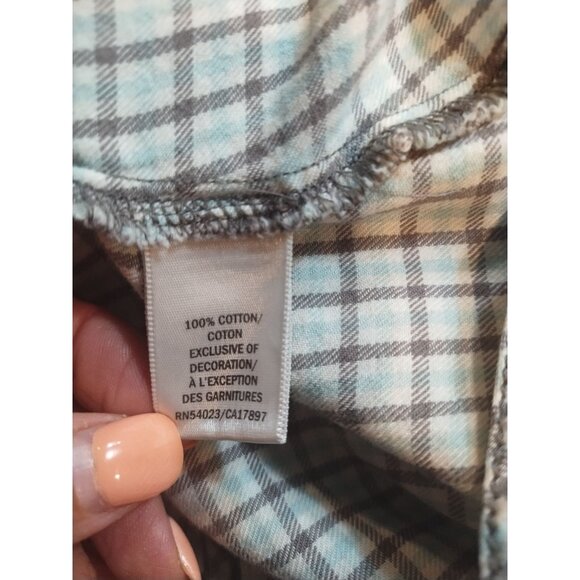 100% COTTON/
COTON
EXCLUSIVE OF
DECORATION/
À L'EXCEPTION
DES GARNITURES
RN54023/CA17897